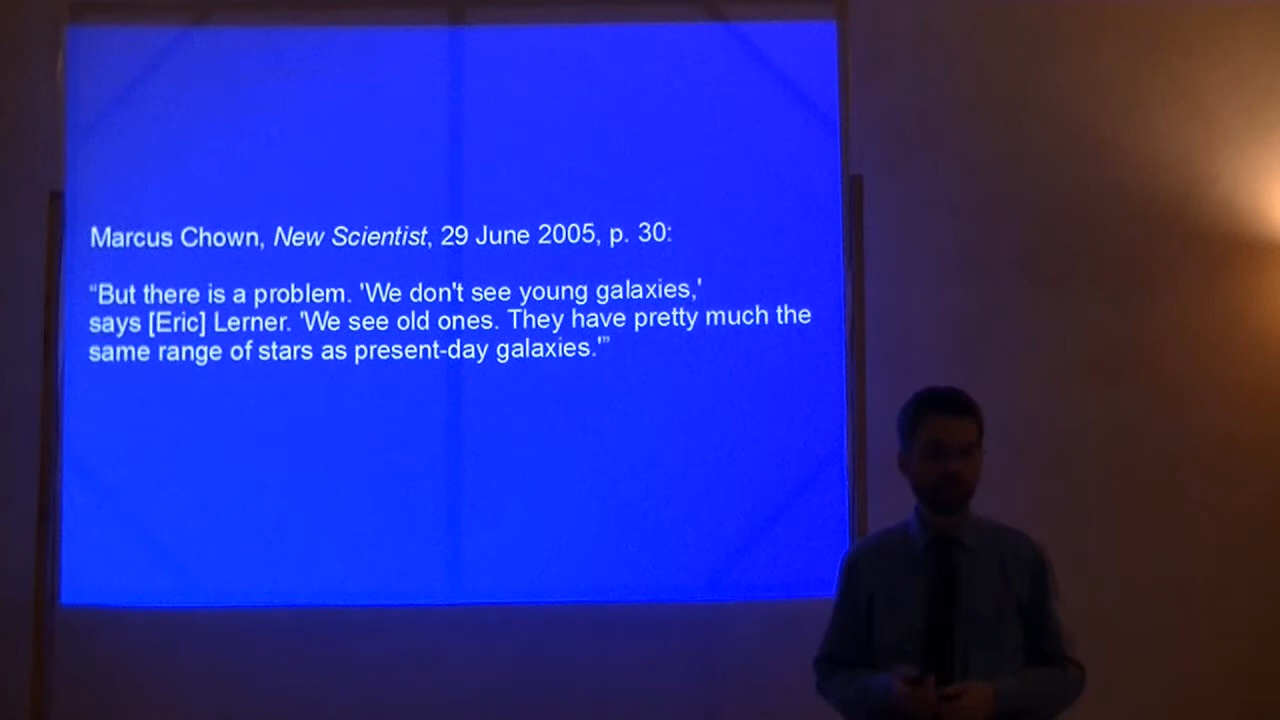 Marcus Chown, New Scientist, 29 June 2005, p. 30:
“But there is a problem. 'We don't see young galaxies,'
says [Eric] Lerner. 'We see old ones. They have pretty much the
same range of stars as present-day galaxies.'”